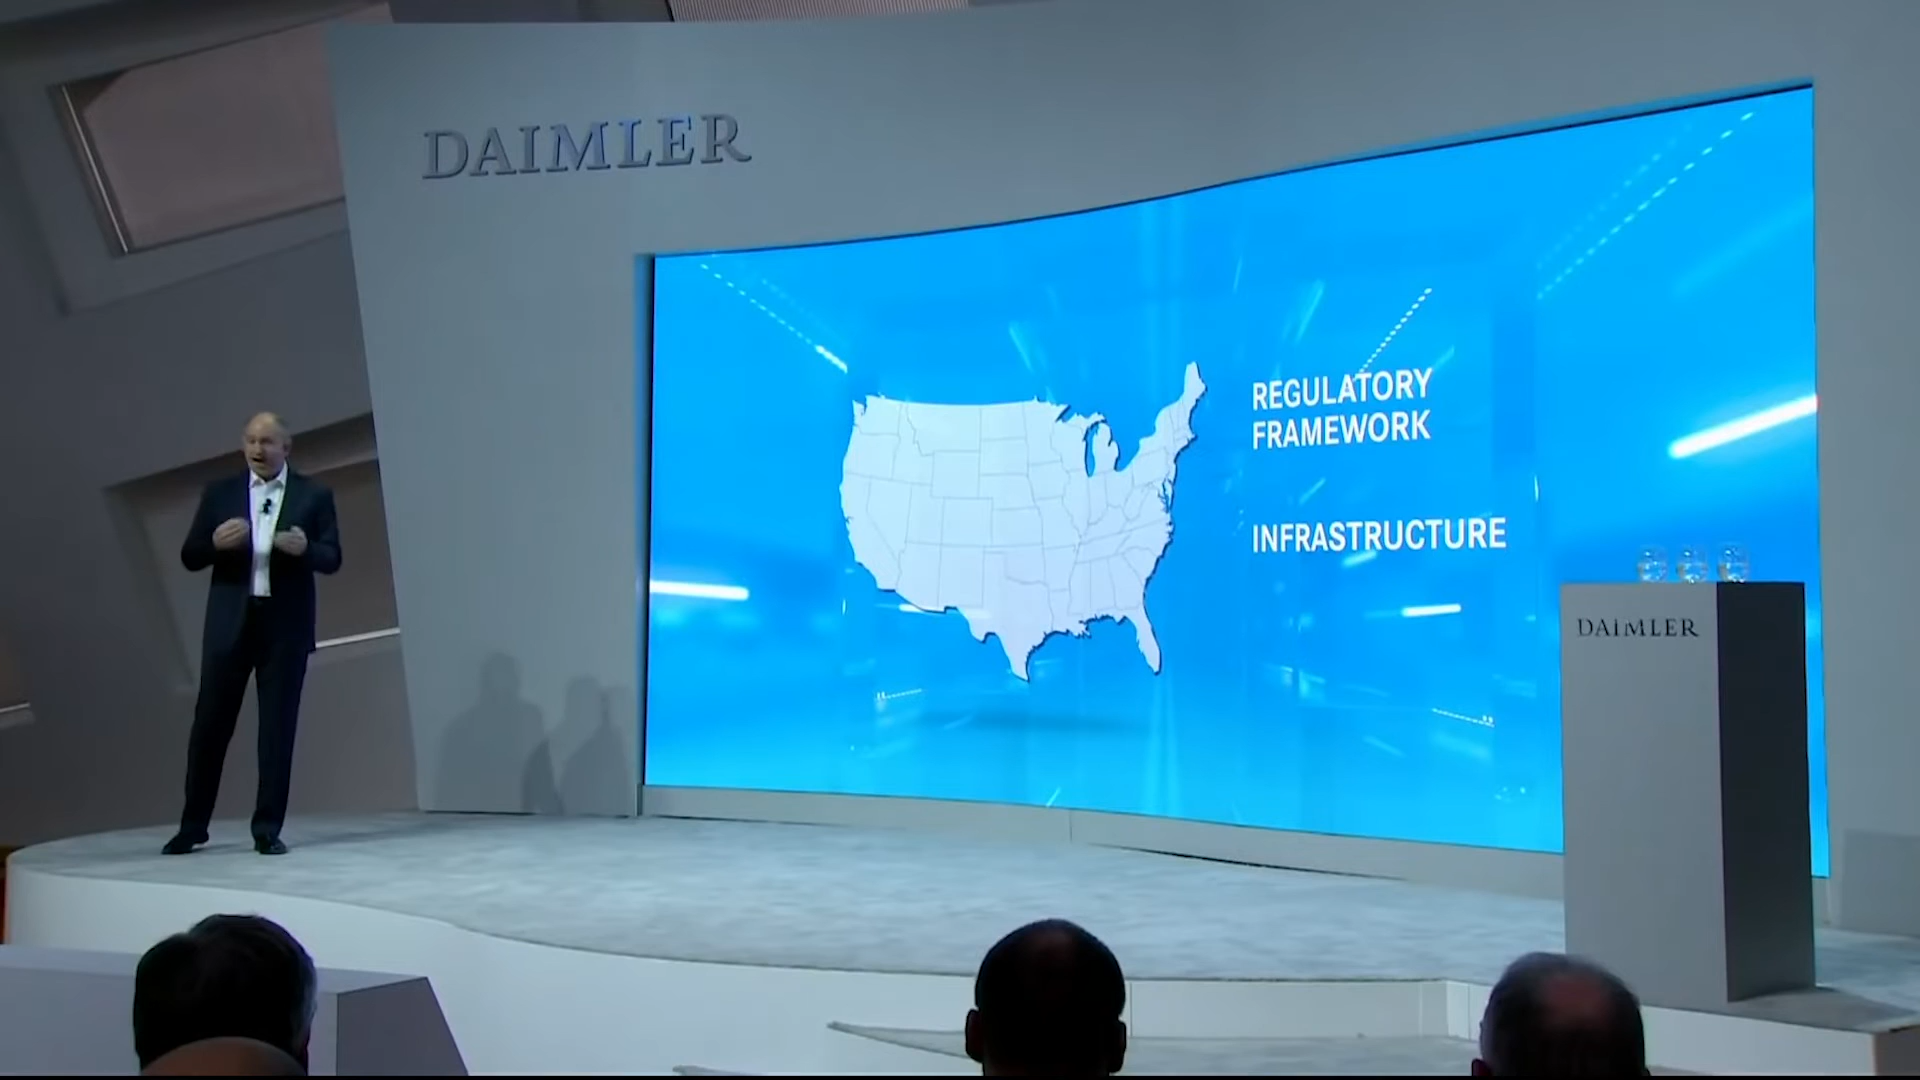 DAIMLER
REGULATORY
FRAMEWORK
INFRASTRUCTURE
DAIMLER